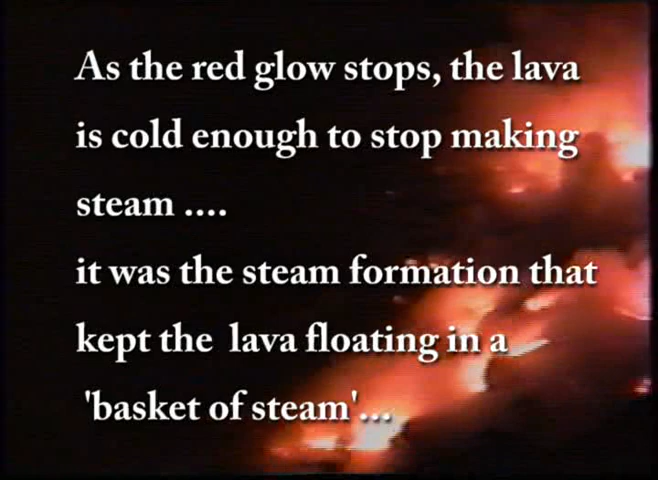 As the red glow stops, the lava
is cold enough to stop making
steam ....
it was the steam formation that
kept the lava floating in a
'basket of steam'...